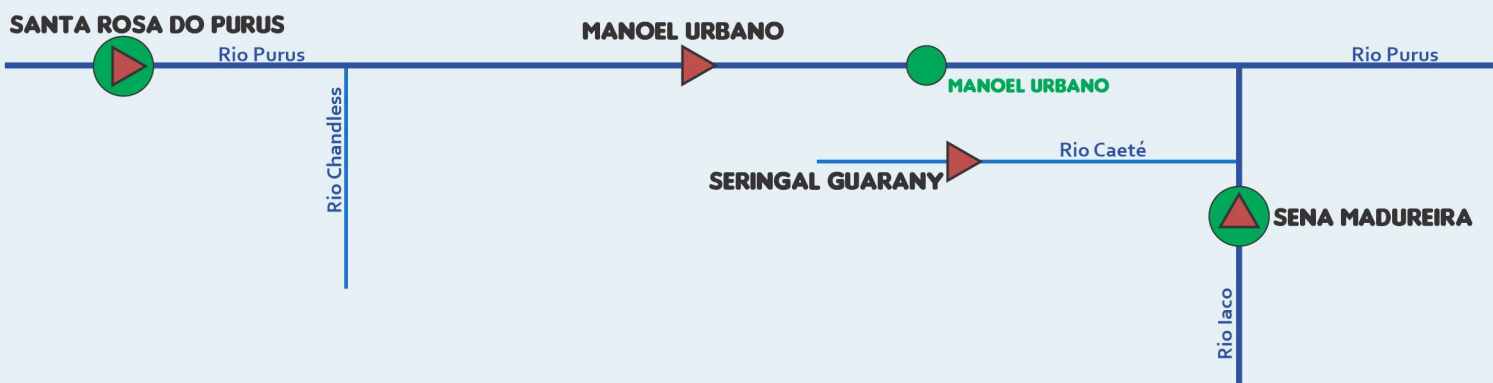 SANTA ROSA DO PURUS
MANOEL URBANO
Rio Purus
Rio Purus
MANOEL URBANO
Rio Chandless
Rio Caeté
SERINGAL GUARANY
SENA MADUREIRA
Rio Iaco